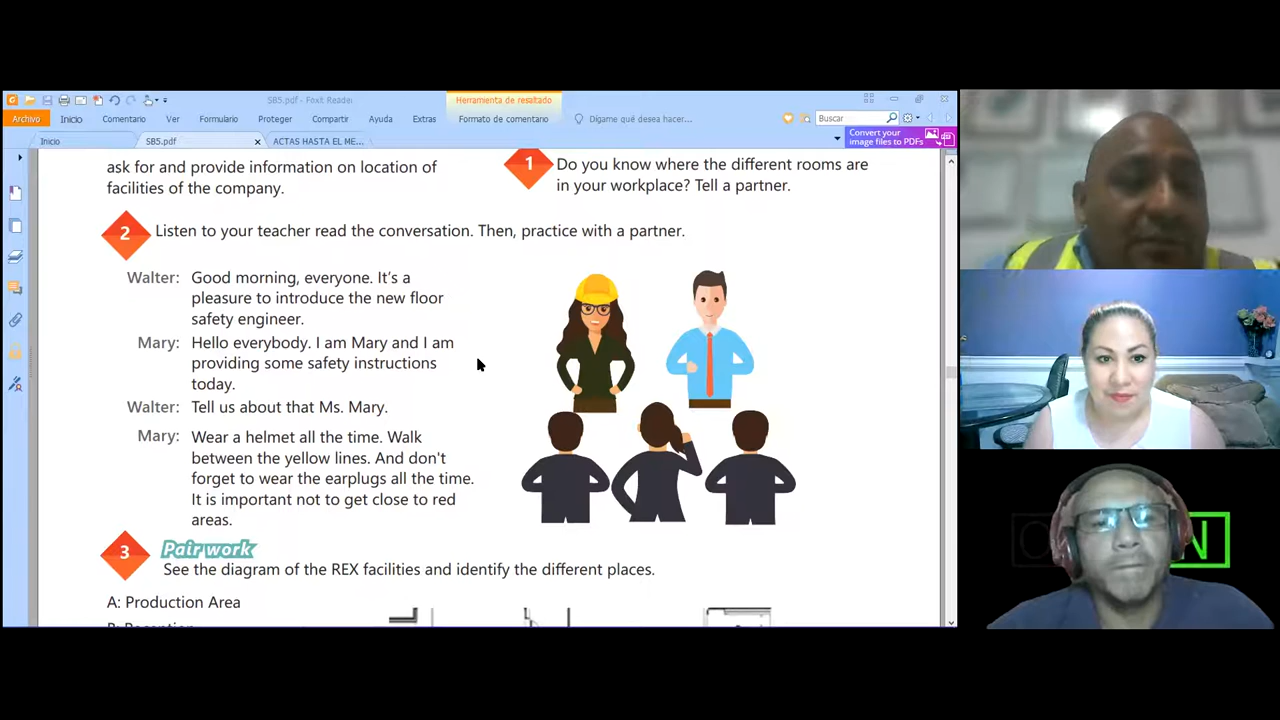 SB5.pdf - Foxit Reader
Herramienta de resaltado
Archivo
Inicio
Comentario
Ver
Formulario
Proteger
Compartir
Ayuda
Extras
Formato de comentario
Dígame qué desea hacer...
Buscar
Inicio
SB5.pdf
ACTAS HASTA EL ME...
Convert your
image files to PDFs
ask for and provide information on location of
facilities of the company.
1
Do you know where the different rooms are
in your workplace? Tell a partner.
2
Listen to your teacher read the conversation. Then, practice with a partner.
Walter: Good morning, everyone. It's a
pleasure to introduce the new floor
safety engineer.
Mary: Hello everybody. I am Mary and I am
providing some safety instructions
today.
Walter: Tell us about that Ms. Mary.
Mary: Wear a helmet all the time. Walk
between the yellow lines. And don't
forget to wear the earplugs all the time.
It is important not to get close to red
areas.
3
Pair work
See the diagram of the REX facilities and identify the different places.
A: Production Area